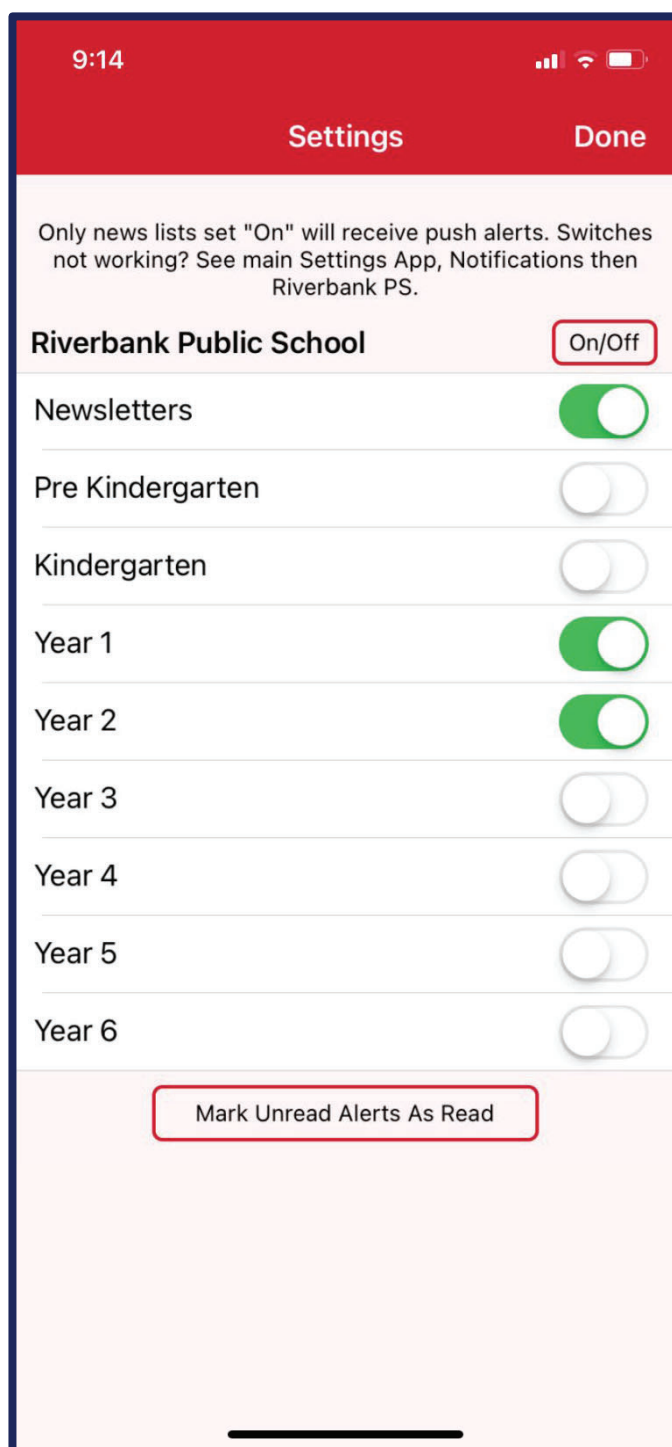 9:14
Settings Done
Only news lists set "On" will receive push alerts. Switches
not working? See main Settings App, Notifications then
Riverbank PS.
Riverbank Public School On/Off
Newsletters
Pre Kindergarten
Kindergarten
Year 1
Year 2
Year 3
Year 4
Year 5
Year 6
Mark Unread Alerts As Read